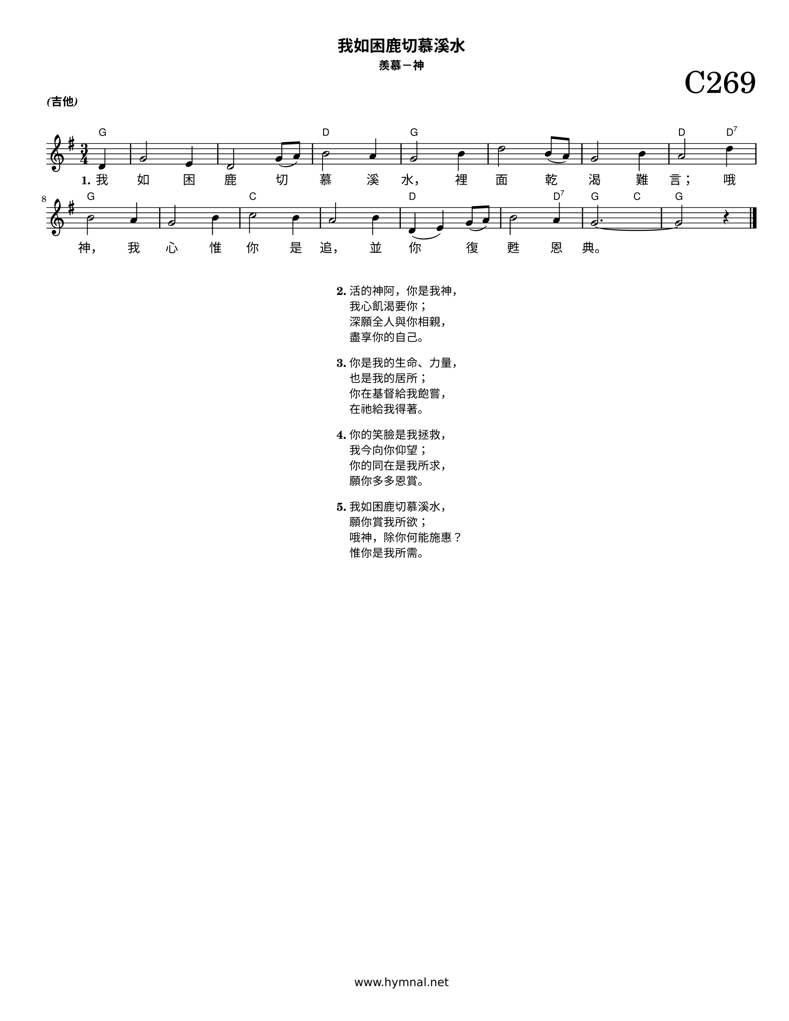 我如困鹿切慕溪水
羨慕－神
C269
(吉他)
G D G D D7
1. 我 如 困 鹿 切 慕 溪 水， 裡 面 乾 渴 難 言； 哦
8 G C D D7 G C G
神， 我 心 惟 你 是 追， 並 你 復 甦 恩 典。
2. 活的神阿，你是我神，
我心飢渴要你；
深願全人與你相親，
盡享你的自己。
3. 你是我的生命、力量，
也是我的居所；
你在基督給我飽嘗，
在祂給我得著。
4. 你的笑臉是我拯救，
我今向你仰望；
你的同在是我所求，
願你多多恩賞。
5. 我如困鹿切慕溪水，
願你賞我所欲；
哦神，除你何能施惠？
惟你是我所需。
www.hymnal.net